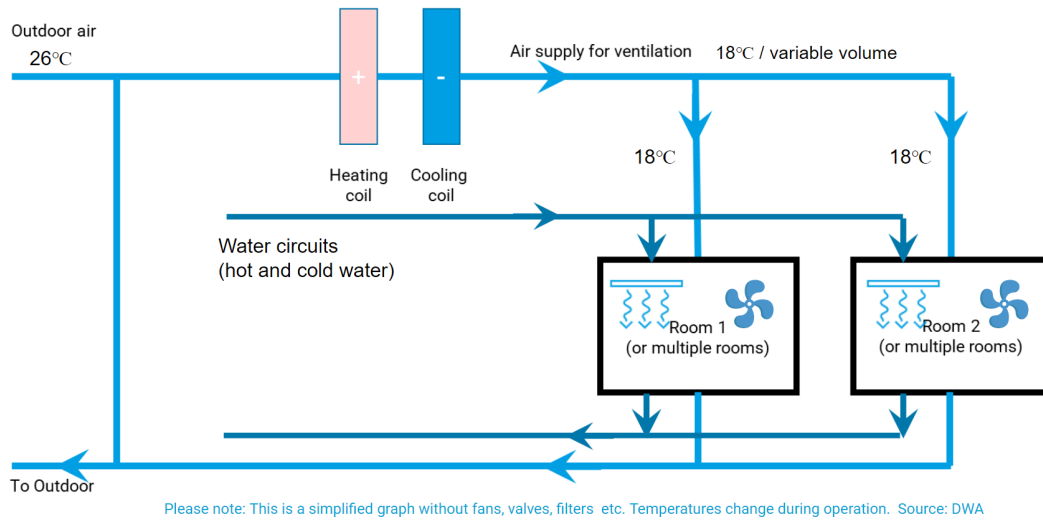 Outdoor air
26°C
Air supply for ventilation
18°C / variable volume
+
-
18°C
18°C
Heating
coil
Cooling
coil
Water circuits
(hot and cold water)
Room 1
(or multiple rooms)
Room 2
(or multiple rooms)
To Outdoor
Please note: This is a simplified graph without fans, valves, filters etc. Temperatures change during operation. Source: DWA